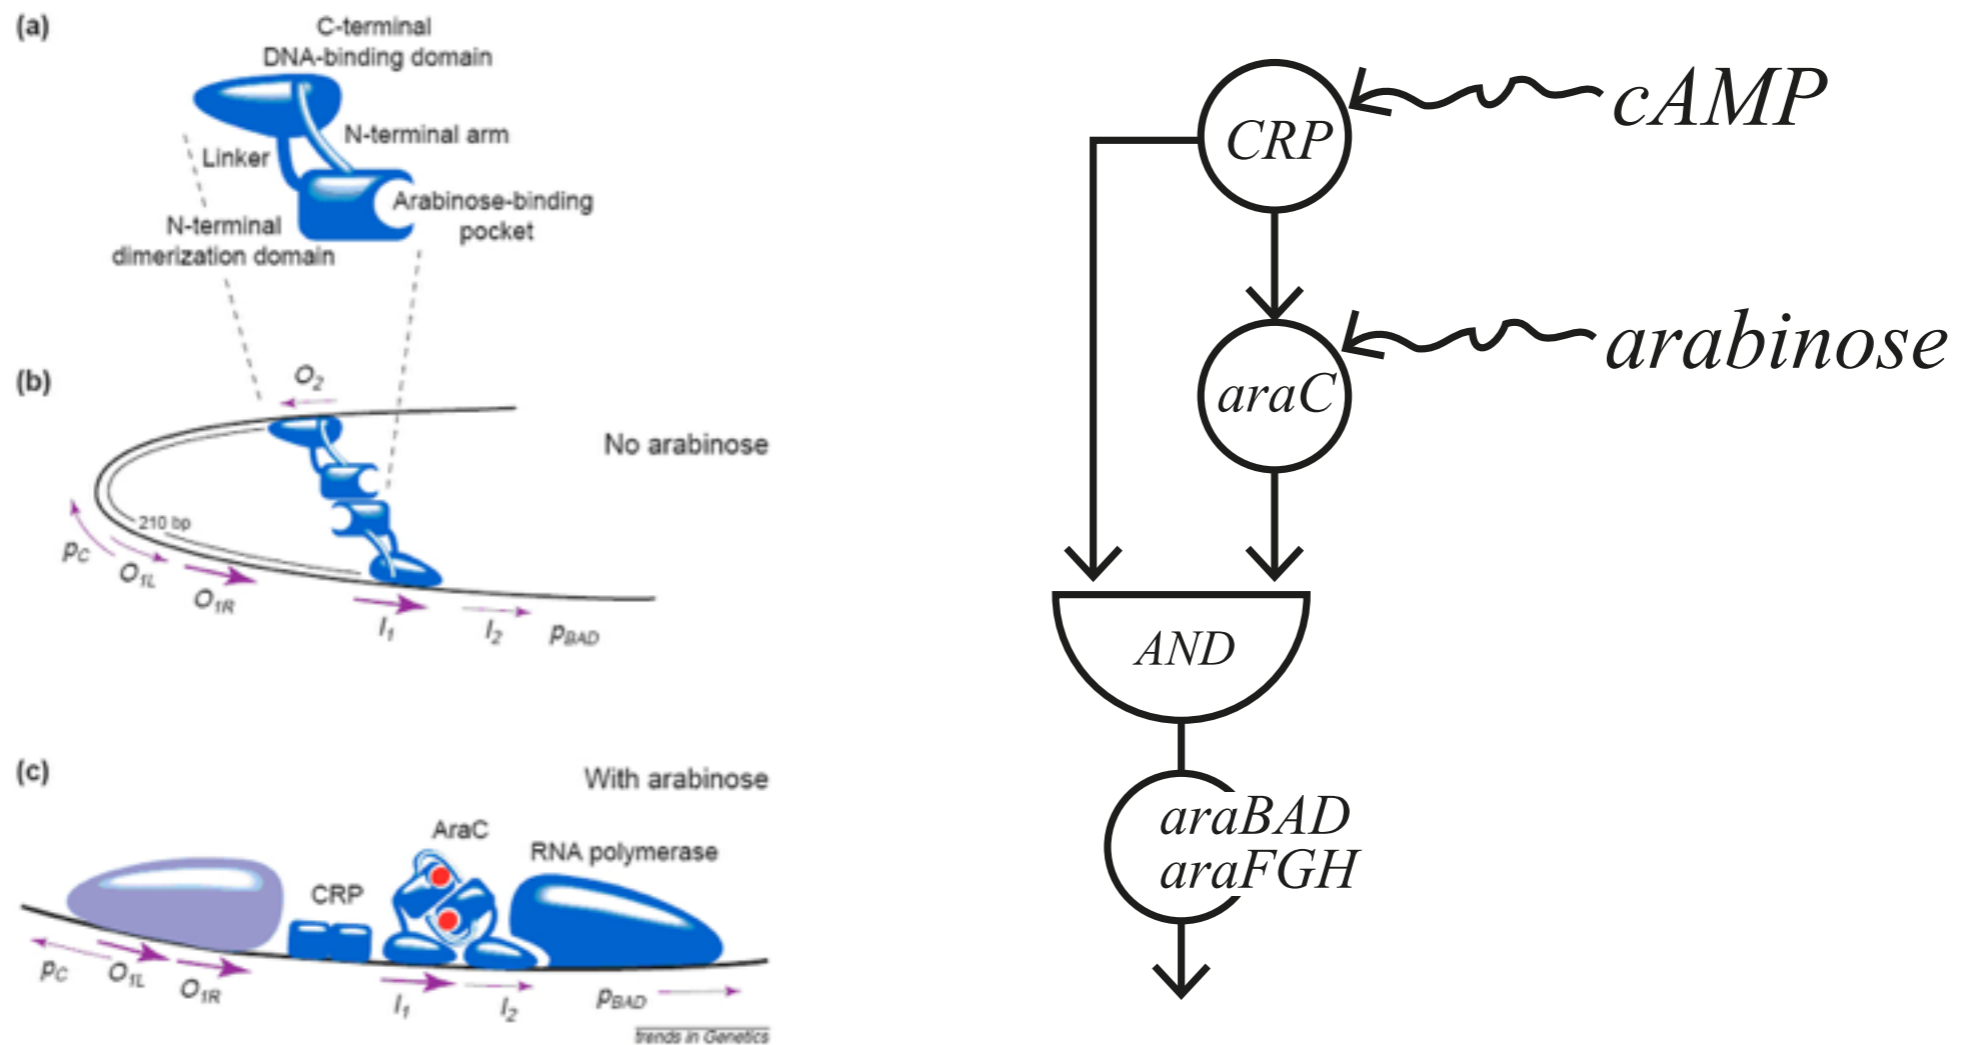 (a)
C-terminal
DNA-binding domain
N-terminal arm
Linker
Arabinose-binding
pocket
N-terminal
dimerization domain
(b)
O2
No arabinose
210 bp
pC
O1L
O1R
I1
I2
pBAD
(c)
With arabinose
AraC
RNA polymerase
CRP
pC
O1L
O1R
I1
I2
pBAD
trends in Genetics
cAMP
CRP
arabinose
araC
AND
araBAD
araFGH